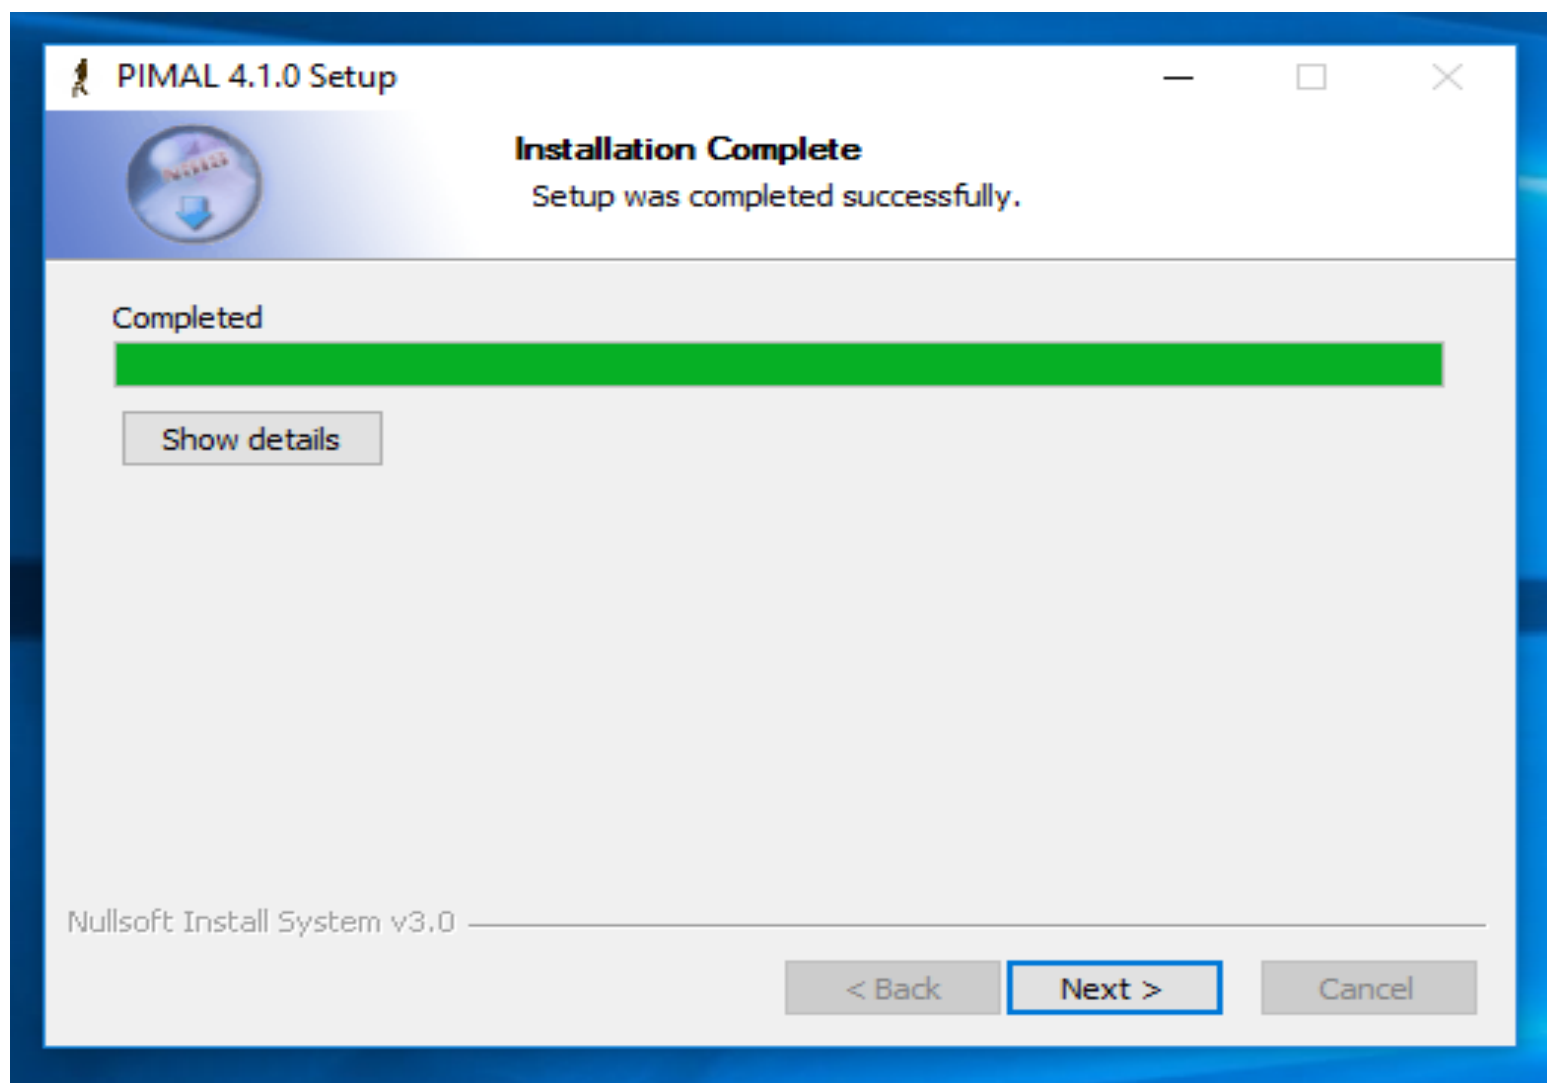 PIMAL 4.1.0 Setup
Installation Complete
Setup was completed successfully.
Completed
Show details
Nullsoft Install System v3.0
< Back
Next >
Cancel